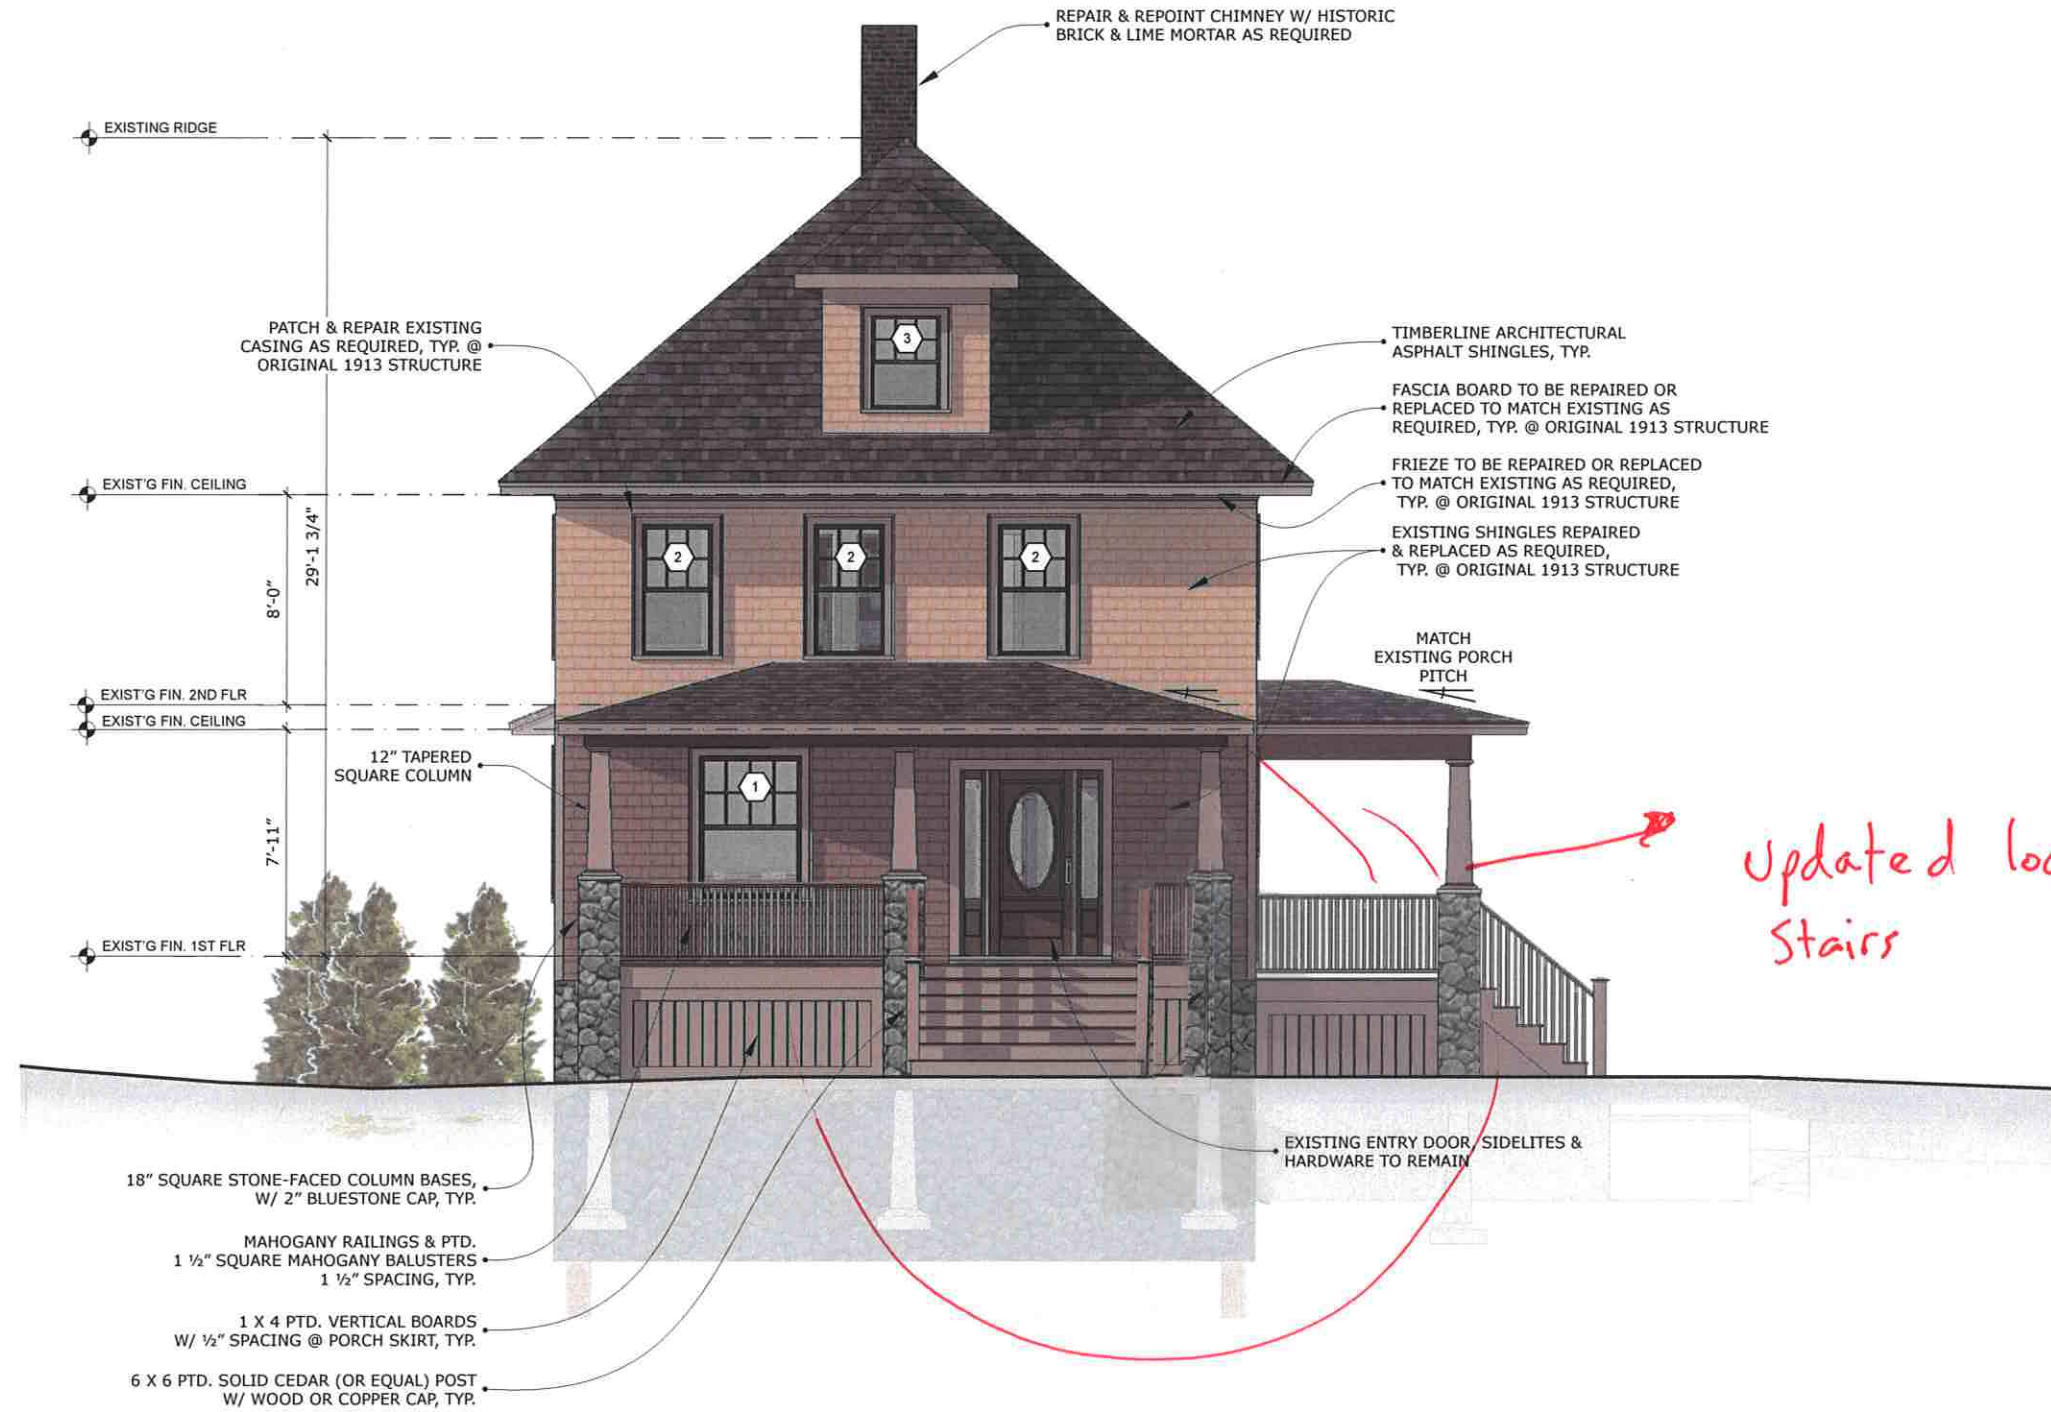 REPAIR & REPOINT CHIMNEY W/ HISTORIC
BRICK & LIME MORTAR AS REQUIRED
EXISTING RIDGE
PATCH & REPAIR EXISTING
CASING AS REQUIRED, TYP. @
ORIGINAL 1913 STRUCTURE
3
TIMBERLINE ARCHITECTURAL
ASPHALT SHINGLES, TYP.
FASCIA BOARD TO BE REPAIRED OR
REPLACED TO MATCH EXISTING AS
REQUIRED, TYP. @ ORIGINAL 1913 STRUCTURE
FRIEZE TO BE REPAIRED OR REPLACED
TO MATCH EXISTING AS REQUIRED,
TYP. @ ORIGINAL 1913 STRUCTURE
EXISTING SHINGLES REPAIRED
& REPLACED AS REQUIRED,
TYP. @ ORIGINAL 1913 STRUCTURE
EXIST'G FIN. CEILING
29'-1 3/4"
8'-0"
2
2
2
MATCH
EXISTING PORCH
PITCH
EXIST'G FIN. 2ND FLR
EXIST'G FIN. CEILING
12" TAPERED
SQUARE COLUMN
1
7'-11"
Updated
Stairs
EXIST'G FIN. 1ST FLR
EXISTING ENTRY DOOR, SIDELITES &
HARDWARE TO REMAIN
18" SQUARE STONE-FACED COLUMN BASES,
W/ 2" BLUESTONE CAP, TYP.
MAHOGANY RAILINGS & PTD.
1 ½" SQUARE MAHOGANY BALUSTERS
1 ½" SPACING, TYP.
1 X 4 PTD. VERTICAL BOARDS
W/ ½" SPACING @ PORCH SKIRT, TYP.
6 X 6 PTD. SOLID CEDAR (OR EQUAL) POST
W/ WOOD OR COPPER CAP, TYP.